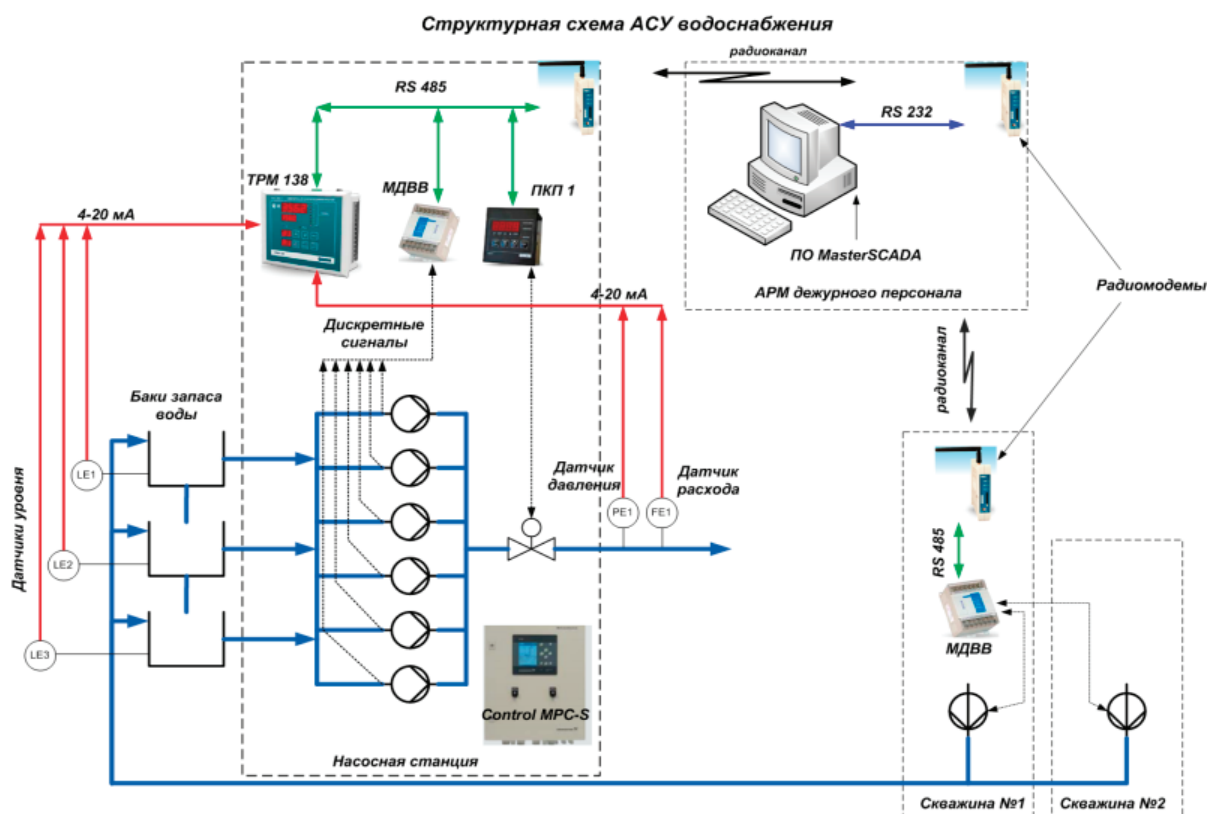 Структурная схема АСУ водоснабжения
радиоканал
RS 485
RS 232
ТРМ 138
МДВВ
ПКП 1
4-20 мА
ПО MasterSCADA
АРМ дежурного персонала
Радиомодемы
4-20 мА
Дискретные
сигналы
радиоканал
Баки запаса
воды
Датчики уровня
LE1
LE2
LE3
Датчик
давления
Датчик
расхода
PE1
FE1
RS 485
МДВВ
Control MPC-S
Насосная станция
Скважина №1
Скважина №2